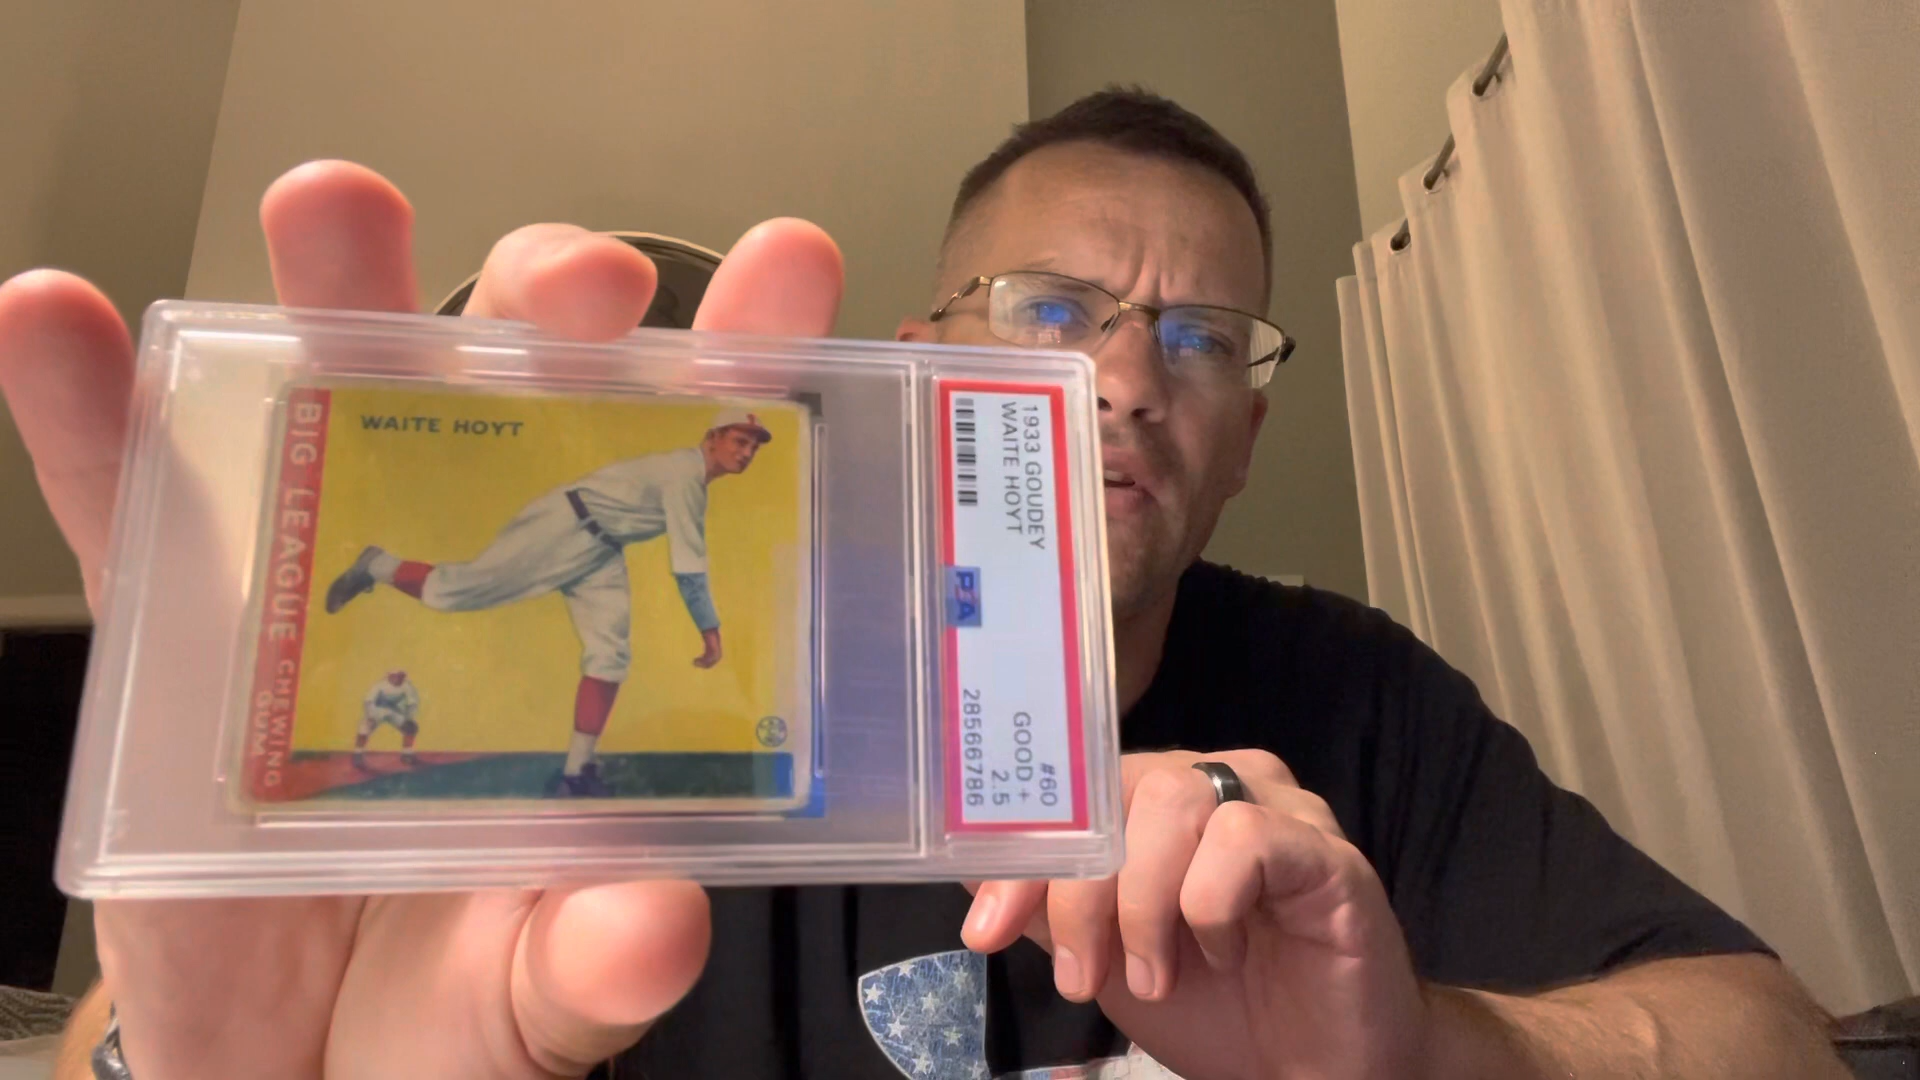 WAITE HOYT
BIG LEAGUE CHEWING
GUM
1933 GOUDEY
WAITE HOYT
#60
GOOD +
2.5
28566786
PSA